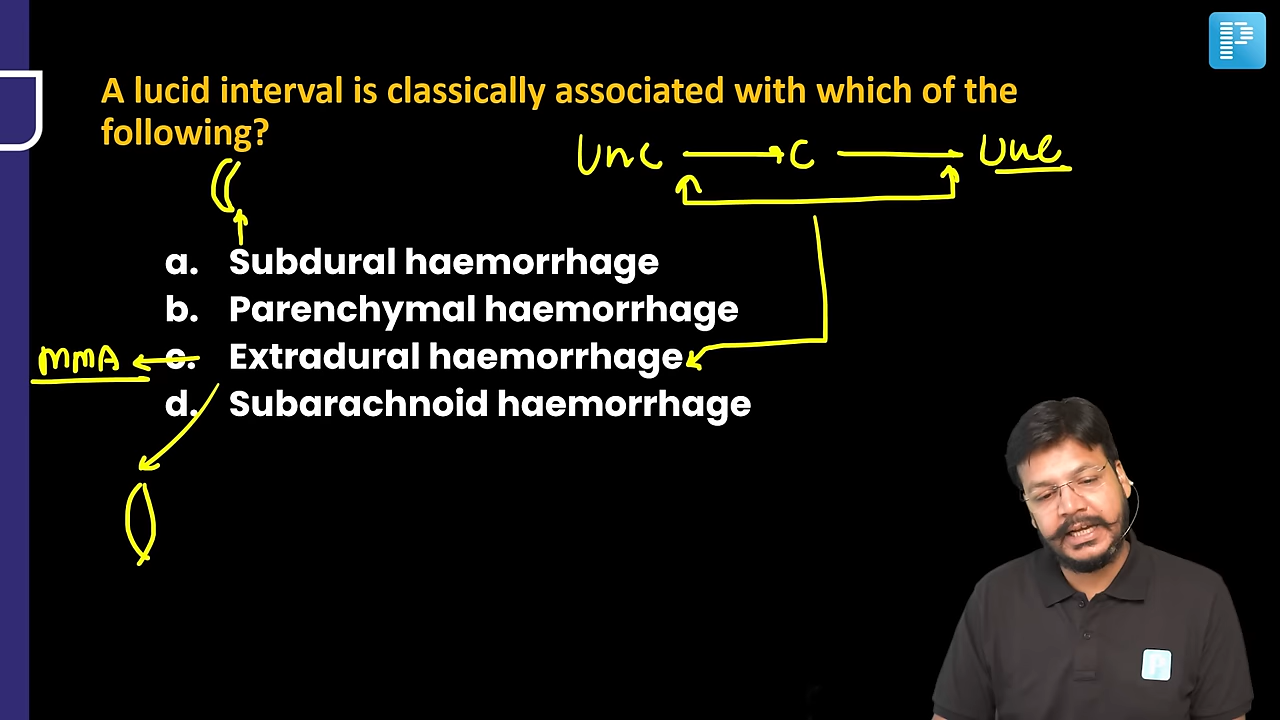 A lucid interval is classically associated with which of the
following?
Unc → C → Unc
a. Subdural haemorrhage
b. Parenchymal haemorrhage
MMA ← c. Extradural haemorrhage
d. Subarachnoid haemorrhage
P
P